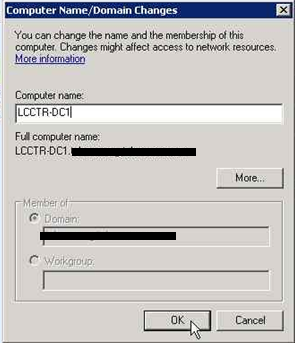 Computer Name/Domain Changes
You can change the name and the membership of this
computer. Changes might affect access to network resources.
More information
Computer name:
LCCTR-DC1
Full computer name:
LCCTR-DC1.
More...
Member of
Domain:
Workgroup:
OK
Cancel